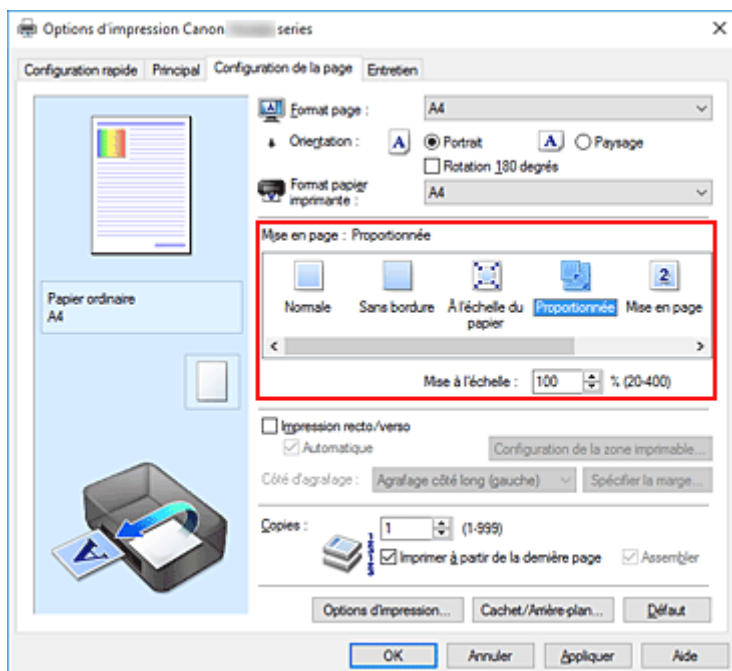 Options d'impression Canon series
Configuration rapide Principal Configuration de la page Entretien
Format page : A4
Orientation : A Portrait A Paysage
Rotation 180 degrés
Format papier imprimante : A4
Mise en page : Proportionnée
Normale Sans bordure À l'échelle du papier Proportionnée 2 Mise en page
Mise à l'échelle : 100 % (20-400)
Papier ordinaire
A4
Impression recto/verso
Automatique Configuration de la zone imprimable...
Côté d'agrafage : Agrafage côté long (gauche) Spécifier la marge...
Copies : 1 (1-999)
Imprimer à partir de la dernière page Assembler
Options d'impression... Cachet/Arrière-plan... Défaut
OK Annuler Appliquer Aide